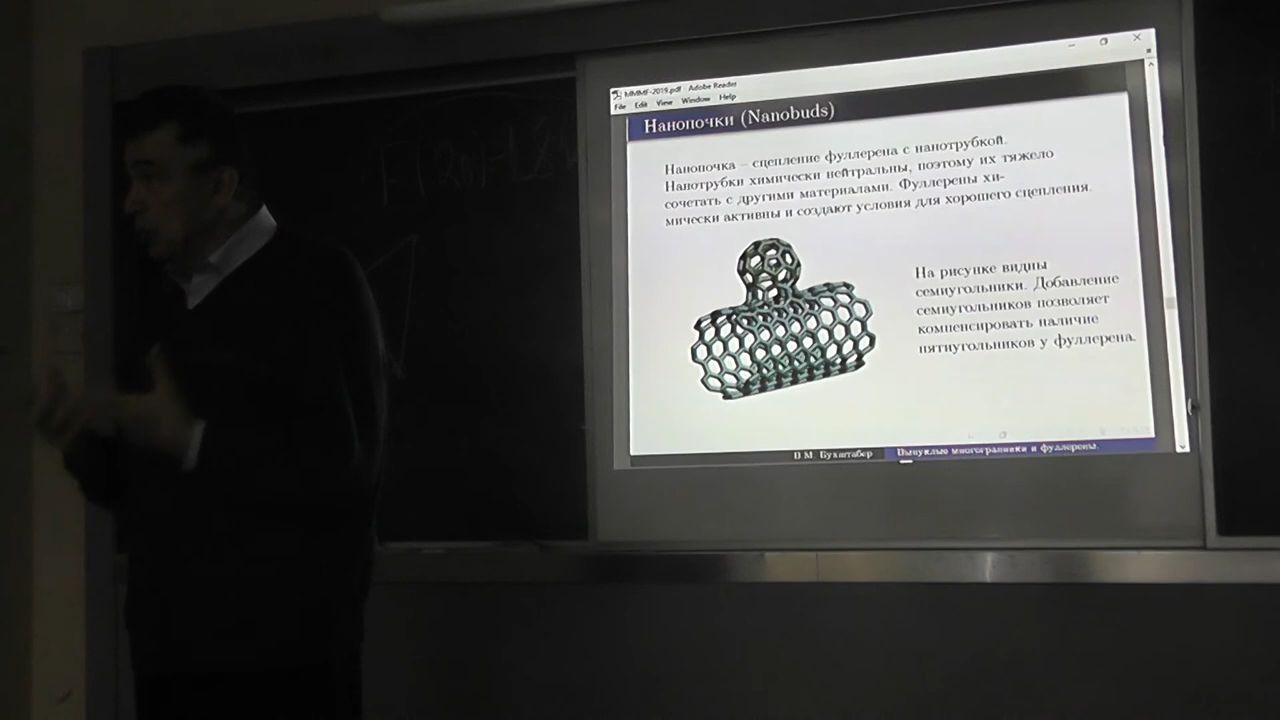 MMMF-2019.pdf - Adobe Reader
File Edit View Window Help
Нанопочки (Nanobuds)
Нанопочка – сцепление фуллерена с нанотрубкой.
Нанотрубки химически нейтральны, поэтому их тяжело
сочетать с другими материалами. Фуллерены хи-
мически активны и создают условия для хорошего сцепления.
На рисунке видны
семиугольники. Добавление
семиугольников позволяет
компенсировать наличие
пятиугольников у фуллерена.
В.М. Бухштабер
Выпуклые многогранники и фуллерены.